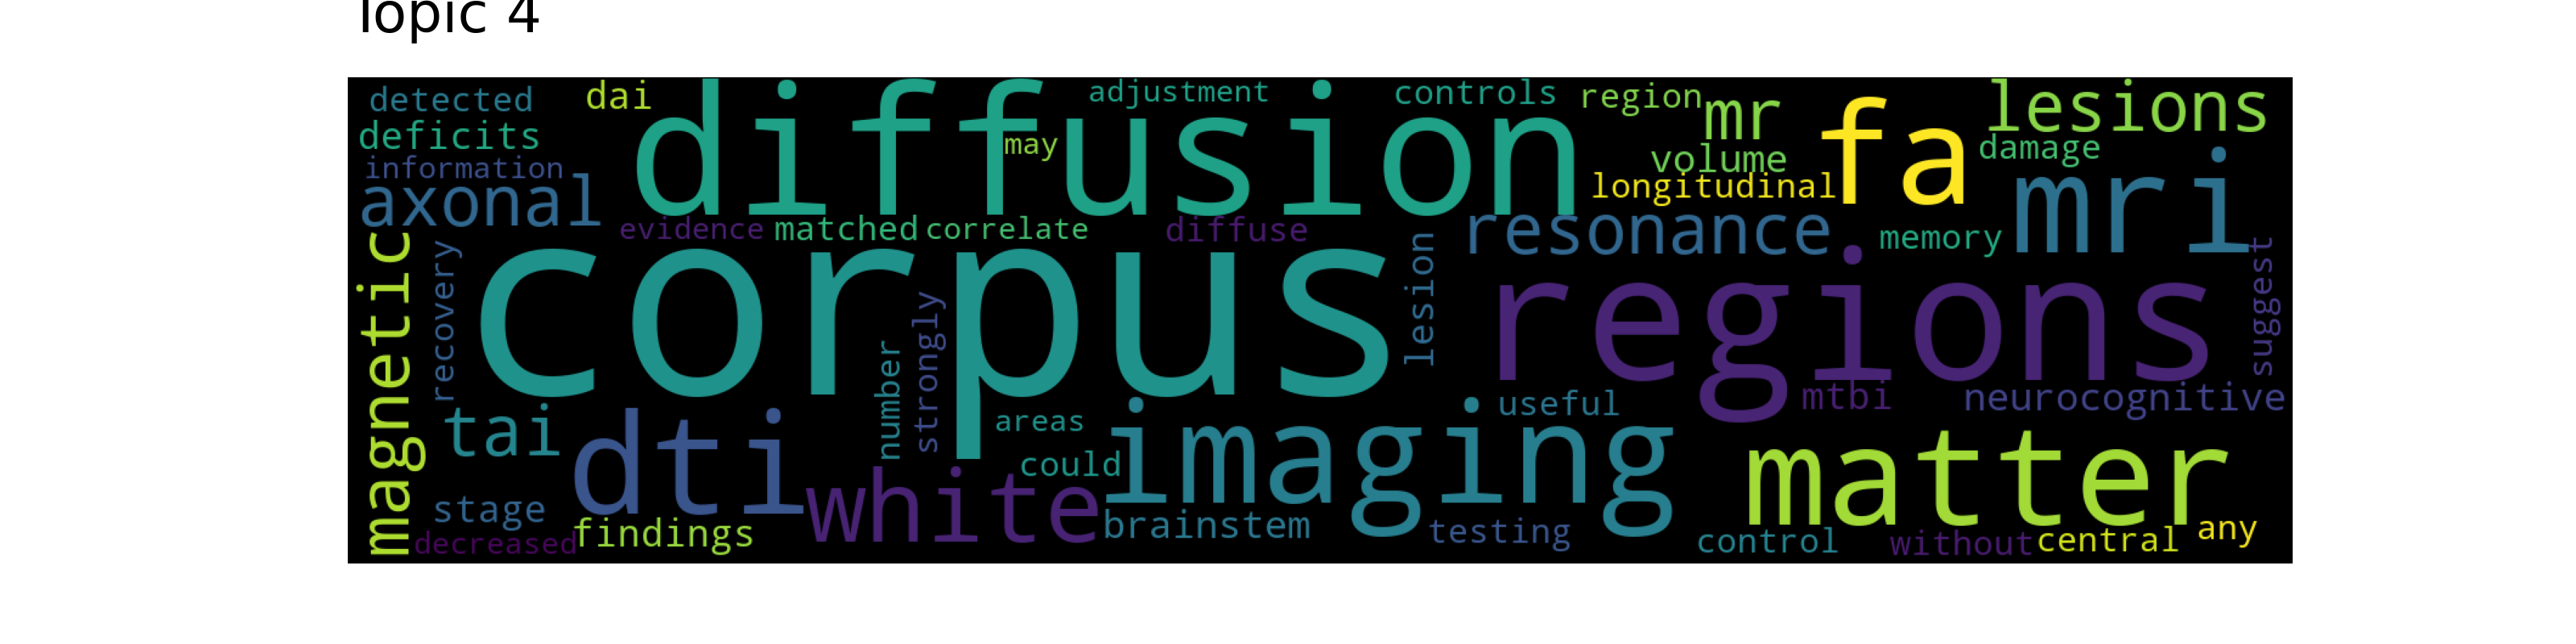 Topic 4
detected dai diffusion adjustment controls region mr fa lesions
deficits may volume damage
information longitudinal mri
axonal evidence matched correlate diffuse resonance memory
magnetic recovery corpus lesion regions suggest
number strongly mtbi neurocognitive
tai dti areas imaging useful matter
could
stage white brainstem testing
decreased findings control without central any